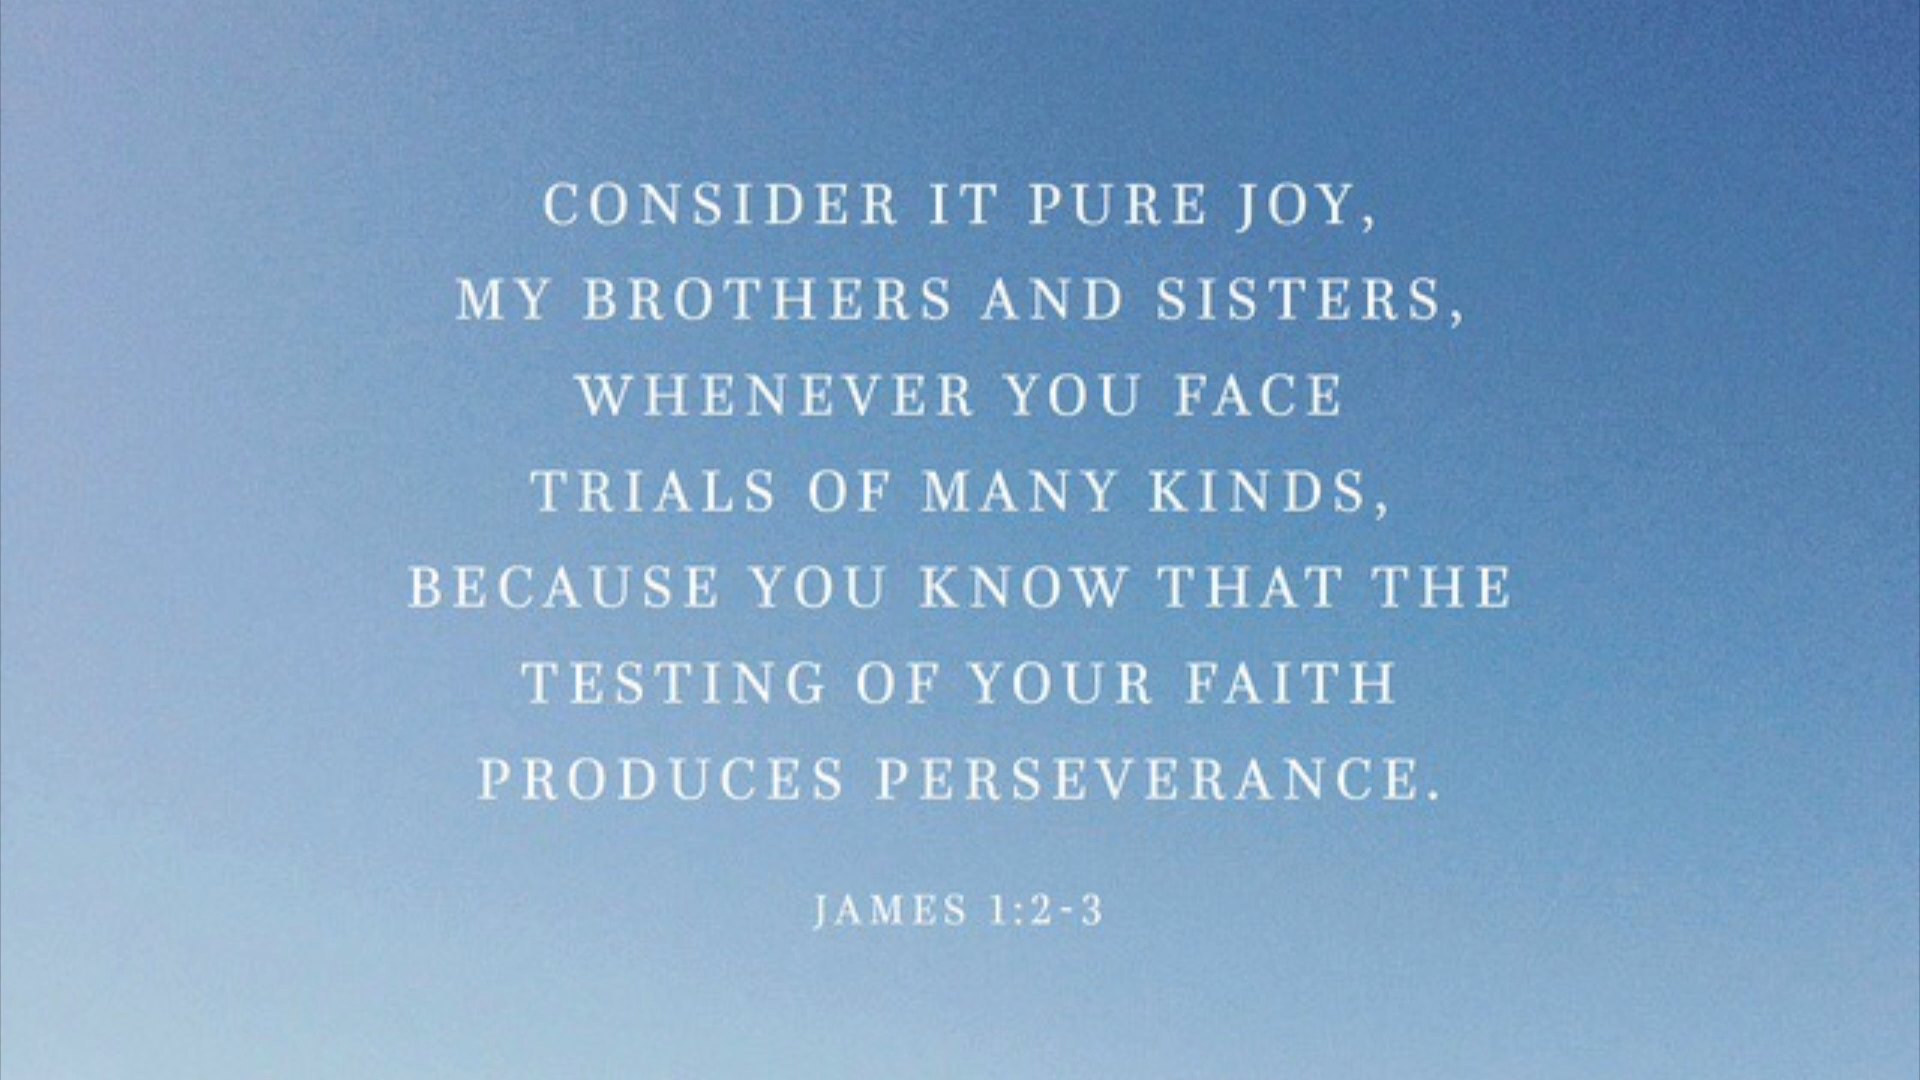 CONSIDER IT PURE JOY,
MY BROTHERS AND SISTERS,
WHENEVER YOU FACE
TRIALS OF MANY KINDS,
BECAUSE YOU KNOW THAT THE
TESTING OF YOUR FAITH
PRODUCES PERSEVERANCE.
JAMES 1:2-3